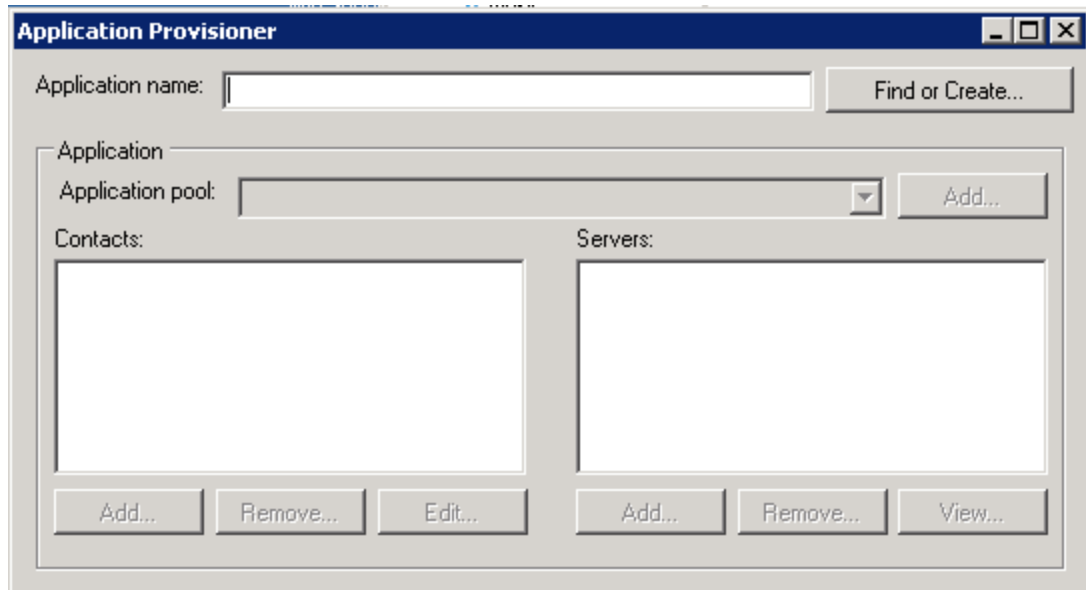 Application Provisioner
Application name:
Find or Create...
Application
Application pool:
Add...
Contacts:
Servers:
Add...
Remove...
Edit...
Add...
Remove...
View...